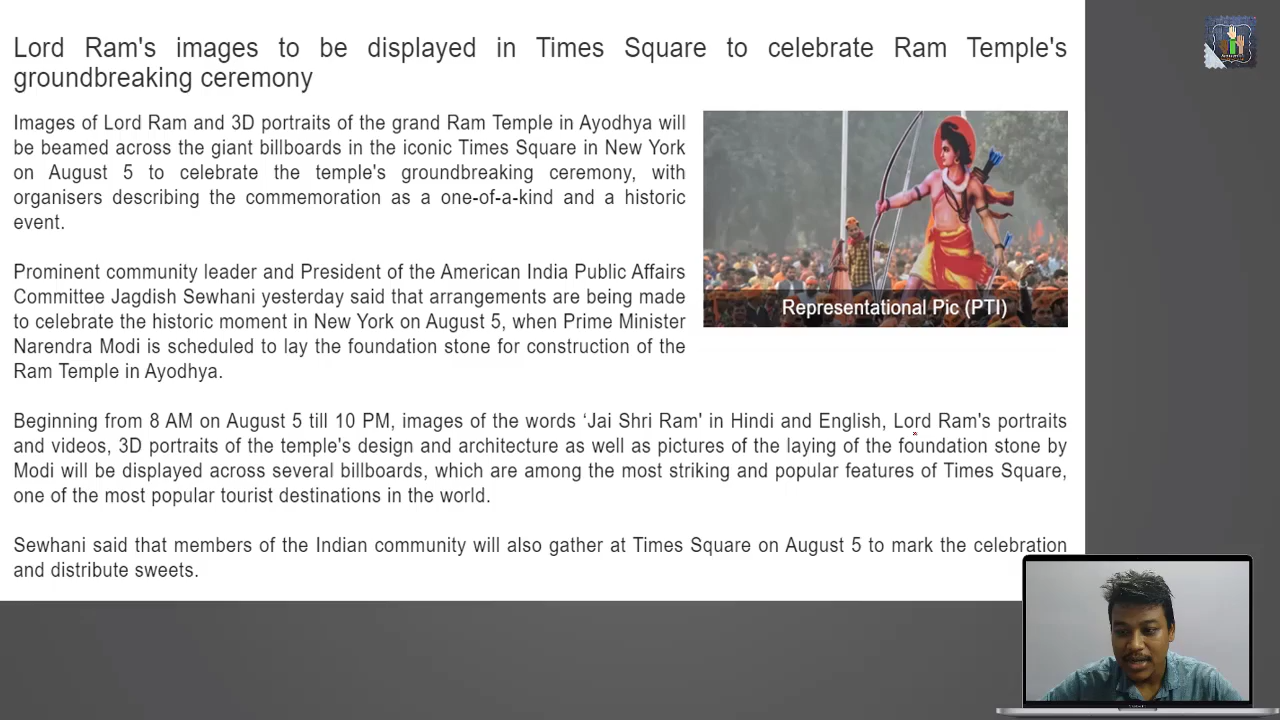 Lord Ram's images to be displayed in Times Square to celebrate Ram Temple's
groundbreaking ceremony
Images of Lord Ram and 3D portraits of the grand Ram Temple in Ayodhya will
be beamed across the giant billboards in the iconic Times Square in New York
on August 5 to celebrate the temple's groundbreaking ceremony, with
organisers describing the commemoration as a one-of-a-kind and a historic
event.
Prominent community leader and President of the American India Public Affairs
Committee Jagdish Sewhani yesterday said that arrangements are being made
to celebrate the historic moment in New York on August 5, when Prime Minister
Narendra Modi is scheduled to lay the foundation stone for construction of the
Ram Temple in Ayodhya.
Representational Pic (PTI)
Beginning from 8 AM on August 5 till 10 PM, images of the words ‘Jai Shri Ram’ in Hindi and English, Lord Ram's portraits
and videos, 3D portraits of the temple's design and architecture as well as pictures of the laying of the foundation stone by
Modi will be displayed across several billboards, which are among the most striking and popular features of Times Square,
one of the most popular tourist destinations in the world.
Sewhani said that members of the Indian community will also gather at Times Square on August 5 to mark the celebration
and distribute sweets.